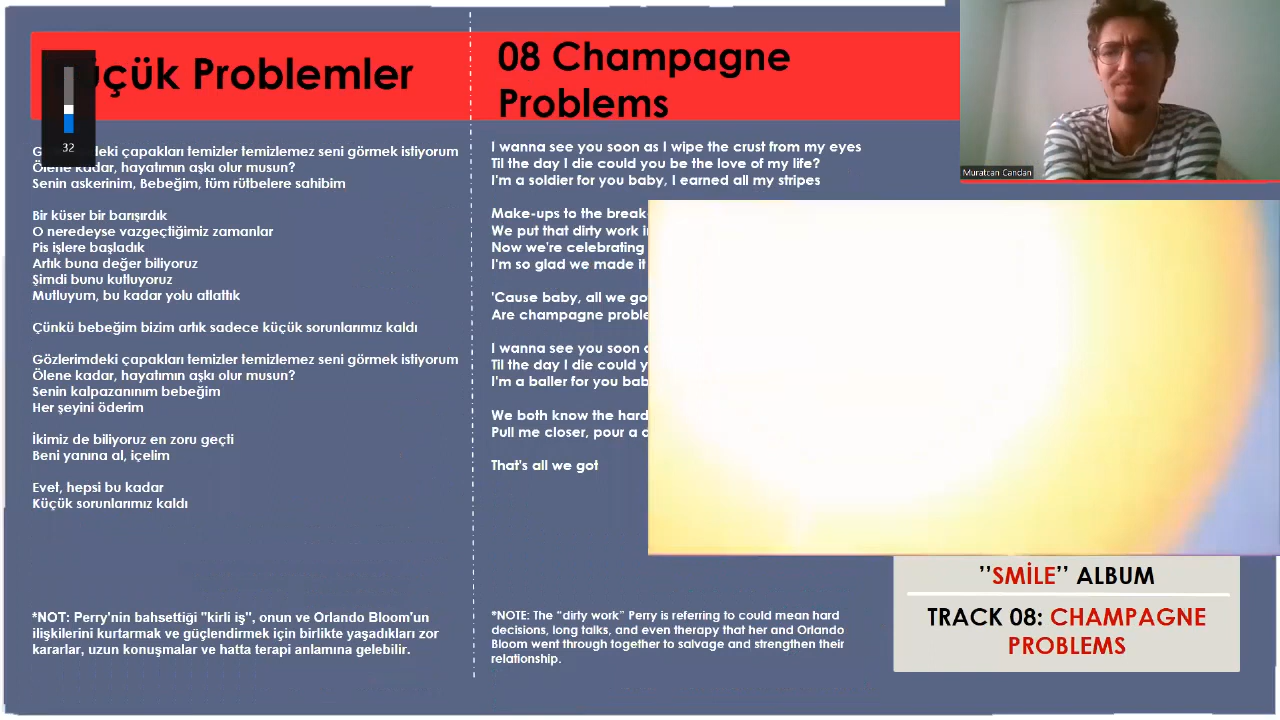 Küçük Problemler
32
temizler temizlemez seni görmek istiyorum
Ölene kadar, hayatımın aşkı olur musun?
Senin askerinim, Bebeğim, tüm rütbelere sahibim
Bir küser bir barışırdık
O neredeyse vazgeçtiğimiz zamanlar
Pis işlere başladık
Artık buna değer biliyoruz
Şimdi bunu kutluyoruz
Mutluyum, bu kadar yolu atlattık
Çünkü bebeğim bizim artık sadece küçük sorunlarımız kaldı
Gözlerimdeki çapakları temizler temizlemez seni görmek istiyorum
Ölene kadar, hayatımın aşkı olur musun?
Senin kalpazanınım bebeğim
Her şeyini öderim
İkimiz de biliyoruz en zoru geçti
Beni yanına al, içelim
Evet, hepsi bu kadar
Küçük sorunlarımız kaldı
*NOT: Perry'nin bahsettiği "kirli iş", onun ve Orlando Bloom'un
ilişkilerini kurtarmak ve güçlendirmek için birlikte yaşadıkları zor
kararlar, uzun konuşmalar ve hatta terapi anlamına gelebilir.
08 Champagne
Problems
I wanna see you soon as I wipe the crust from my eyes
Til the day I die could you be the love of my life?
I'm a soldier for you baby, I earned all my stripes
Make-ups to the break
We put that dirty work i
Now we're celebrating
I'm so glad we made it
'Cause baby, all we go
Are champagne proble
I wanna see you soon
Til the day I die could y
I'm a baller for you bab
We both know the hard
Pull me closer, pour a
That's all we got
*NOTE: The “dirty work” Perry is referring to could mean hard
decisions, long talks, and even therapy that her and Orlando
Bloom went through together to salvage and strengthen their
relationship.
Muratcan Candan
’’SMİLE’’ ALBUM
TRACK 08: CHAMPAGNE
PROBLEMS